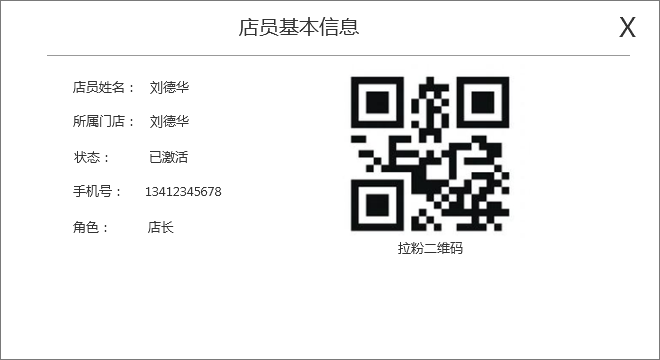 店员基本信息 X
店员姓名： 刘德华
所属门店： 刘德华
状态： 已激活
手机号： 13412345678
角色： 店长
拉粉二维码